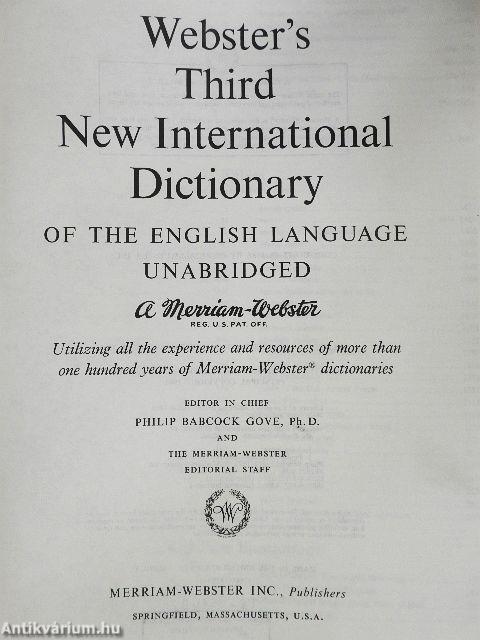 Webster's
Third
New International
Dictionary
OF THE ENGLISH LANGUAGE
UNABRIDGED
A Merriam-Webster
REG. U.S. PAT. OFF.
Utilizing all the experience and resources of more than
one hundred years of Merriam-Webster® dictionaries
EDITOR IN CHIEF
PHILIP BABCOCK GOVE, Ph.D.
AND
THE MERRIAM-WEBSTER
EDITORIAL STAFF
W
MERRIAM-WEBSTER INC., Publishers
SPRINGFIELD, MASSACHUSETTS, U.S.A.
Antikvárium.hu